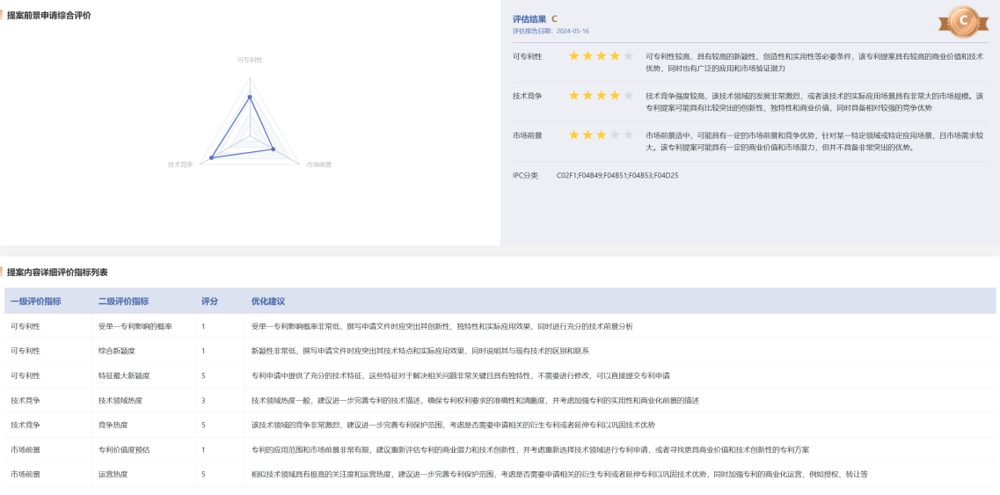 提案前景申请综合评价
可专利性
技术竞争
市场前景
评估结果 C
评估报告日期: 2024-05-16
C
可专利性
可专利性较高，具有较高的新颖性、创造性和实用性等必要条件，该专利提案具有较高的商业价值和技术
优势，同时也有广泛的应用和市场验证潜力
技术竞争
技术竞争强度较高，该技术领域的发展非常激烈，或者该技术的实际应用场景具有非常大的市场规模。该
专利提案可能具有比较突出的创新性、独特性和商业价值，同时具备相对较强的竞争优势
市场前景
市场前景适中，可能具有一定的市场前景和竞争优势，针对某一特定领域或特定应用场景，且市场需求较
大。该专利提案可能具有一定的商业价值和市场潜力，但并不具备非常突出的优势。
IPC分类 C02F1;F04B49;F04B51;F04B53;F04D25
提案内容详细评价指标列表
一级评价指标 二级评价指标 评分 优化建议
可专利性 受单一专利影响的概率 1 受单一专利影响概率非常低，撰写申请文件时应突出其创新性、独特性和实际应用效果，同时进行充分的技术前景分析
可专利性 综合新颖度 1 新颖性非常低，撰写申请文件时应突出其技术特点和实际应用效果，同时说明其与现有技术的区别和联系
可专利性 特征最大新颖度 5 专利申请中提供了充分的技术特征，这些特征对于解决相关问题非常关键且具有独特性，不需要进行修改，可以直接提交专利申请
技术竞争 技术领域热度 3 技术领域热度一般，建议进一步完善专利的技术描述，确保专利权利要求的准确性和清晰度，并考虑加强专利的实用性和商业化前景的描述
技术竞争 竞争热度 5 该技术领域的竞争非常激烈，建议进一步完善专利保护范围，考虑是否需要申请相关的衍生专利或者延伸专利以巩固技术优势
市场前景 专利价值度预估 1 专利的应用范围和市场前景非常有限，建议重新评估专利的商业潜力和技术创新性，并考虑重新选择技术领域进行专利申请，或者寻找更具商业价值和技术创新性的专利方案
市场前景 运营热度 5 相似技术领域具有极高的关注度和运营热度，建议进一步完善专利保护范围，考虑是否需要申请相关的衍生专利或者延伸专利以巩固技术优势，同时加强专利的商业化运营，例如授权、转让等